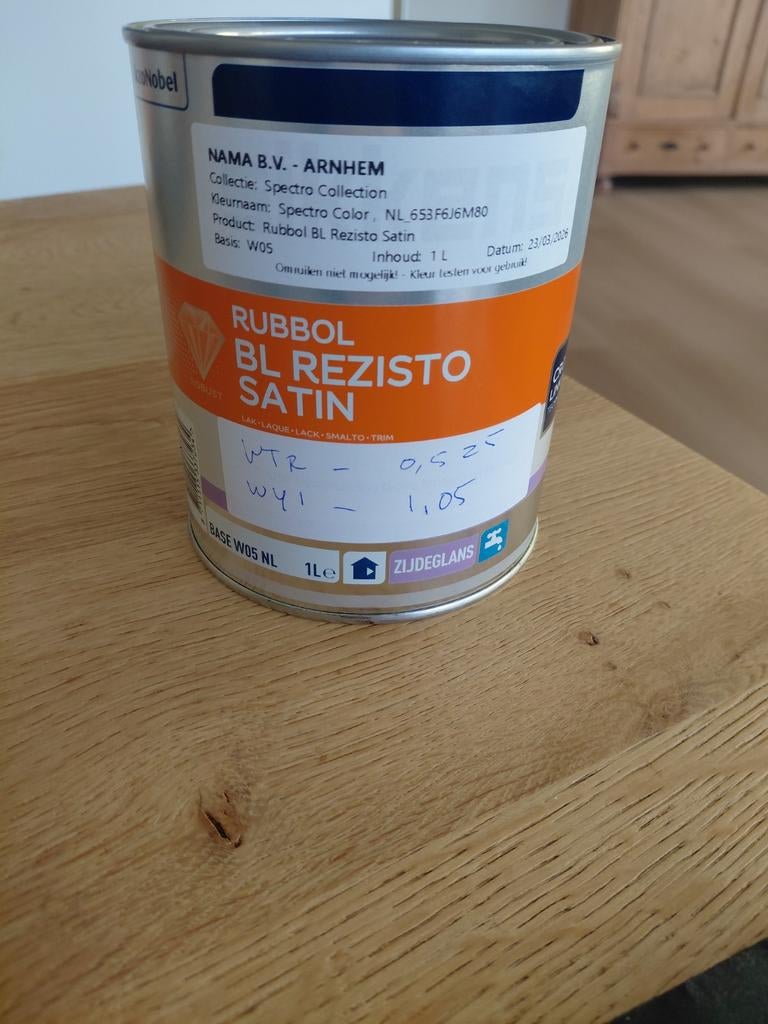 NAMA B.V. - ARNHEM
Collectie: Spectro Collection
Kleurnaam: Spectro Color, NL_653F6J6M80
Product: Rubbol BL Rezisto Satin
Basis: W05 Inhoud: 1 L Datum: 23/03/2026
Omruilen niet mogelijk! - Kleur testen voor gebruik!
RUBBOL
BL REZISTO
SATIN
ROBUST
LAK • LAQUE • LACK • SMALTO • TRIM
WTR - 0,525
WY1 - 1,05
BASE W05 NL 1L℮ ZIJDEGLANS